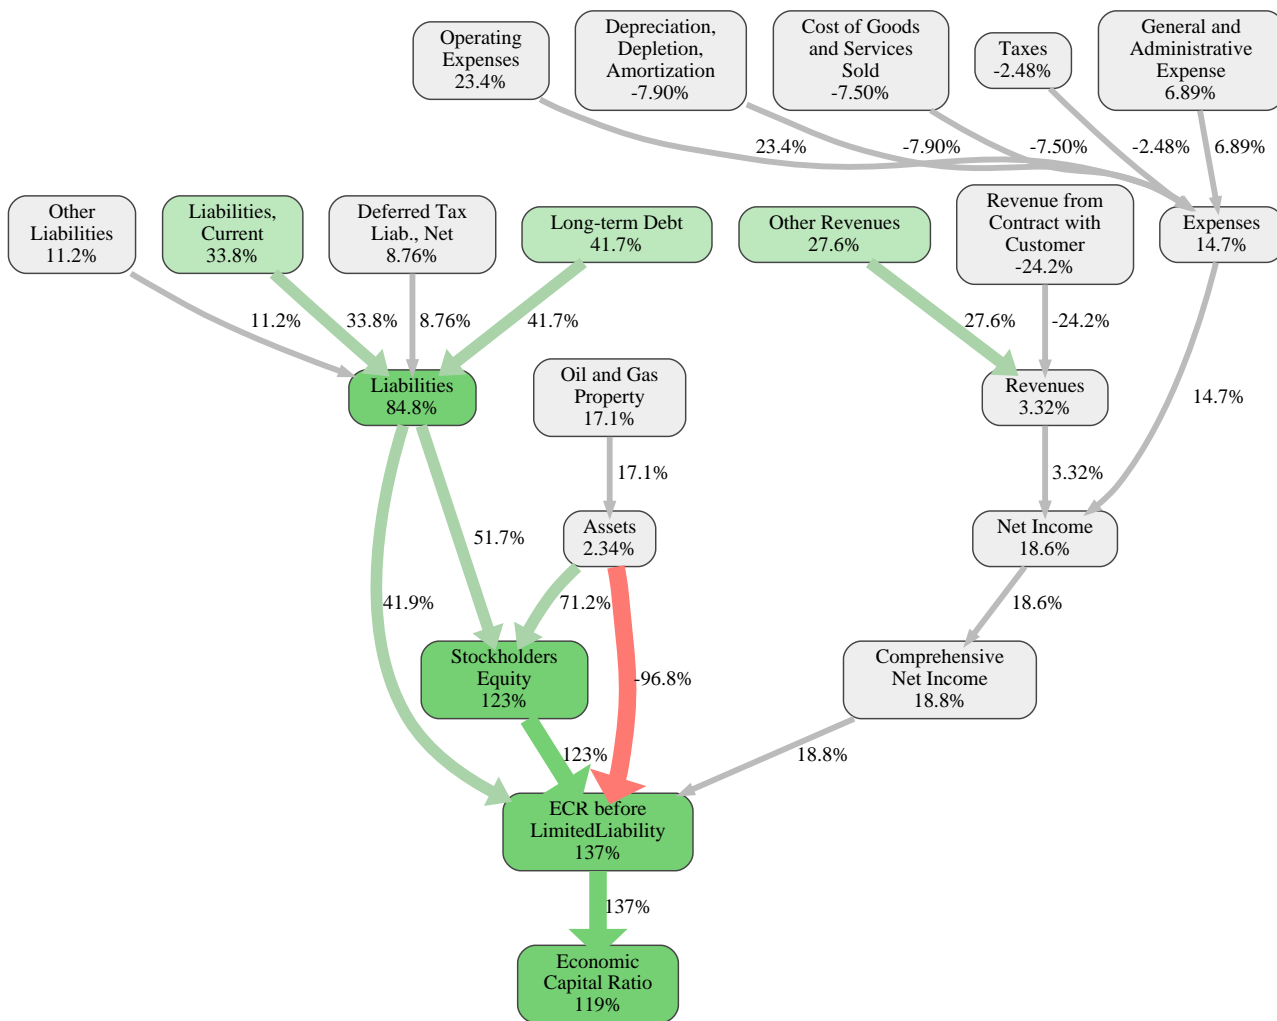 Operating
Expenses
23.4%
Depreciation,
Depletion,
Amortization
-7.90%
Cost of Goods
and Services
Sold
-7.50%
Taxes
-2.48%
General and
Administrative
Expense
6.89%
23.4%
-7.90%
-7.50%
-2.48%
6.89%
Other
Liabilities
11.2%
Liabilities,
Current
33.8%
Deferred Tax
Liab., Net
8.76%
Long-term Debt
41.7%
Other Revenues
27.6%
Revenue from
Contract with
Customer
-24.2%
Expenses
14.7%
11.2%
33.8%
8.76%
41.7%
27.6%
-24.2%
14.7%
Liabilities
84.8%
Oil and Gas
Property
17.1%
Revenues
3.32%
17.1%
3.32%
51.7%
Assets
2.34%
Net Income
18.6%
41.9%
71.2%
-96.8%
18.6%
Stockholders
Equity
123%
Comprehensive
Net Income
18.8%
123%
18.8%
ECR before
LimitedLiability
137%
137%
Economic
Capital Ratio
119%